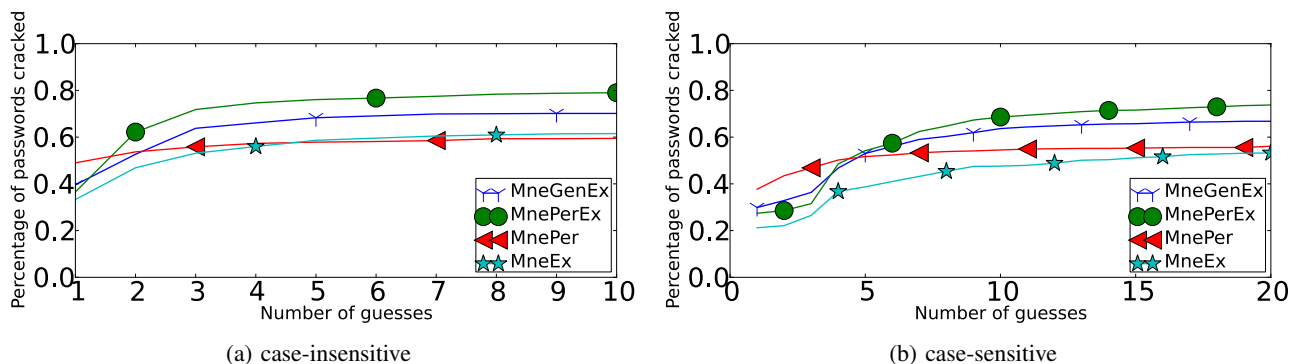 Percentage of passwords cracked
1.0
0.8
0.6
0.4
0.2
0.0
1 2 3 4 5 6 7 8 9 10
Number of guesses
MneGenEx
MnePerEx
MnePer
MneEx
(a) case-insensitive
Percentage of passwords cracked
1.0
0.8
0.6
0.4
0.2
0.0
0 5 10 15 20
Number of guesses
MneGenEx
MnePerEx
MnePer
MneEx
(b) case-sensitive